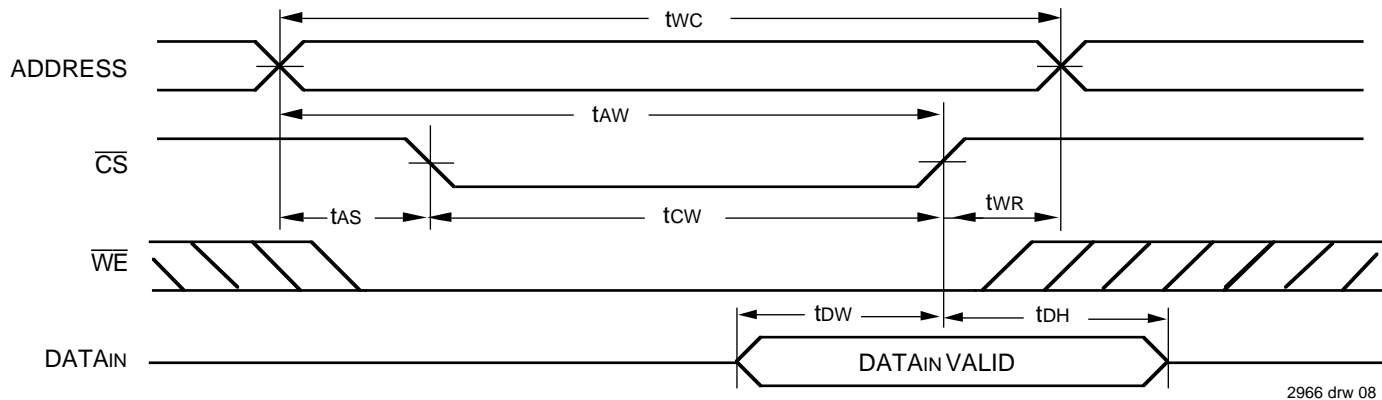 tWC
ADDRESS
tAW
CS
tAS
tCW
tWR
WE
tDW
tDH
DATAIN
DATAIN VALID
2966 drw 08